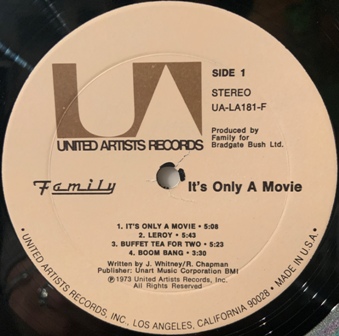 UA
UNITED ARTISTS RECORDS
SIDE 1
STEREO
UA-LA181-F
Produced by
Family for
Bradgate Bush Ltd.
Family
It's Only A Movie
1. IT'S ONLY A MOVIE • 5:08
2. LEROY • 5:43
3. BUFFET TEA FOR TWO • 5:23
4. BOOM BANG • 3:30
Written by J. Whitney/R. Chapman
Publisher: Unart Music Corporation BMI
Ⓟ©1973 United Artists Records, Inc.
All Rights Reserved
• UNITED ARTISTS RECORDS, INC. LOS ANGELES, CALIFORNIA 90028 • MADE IN U.S.A. •